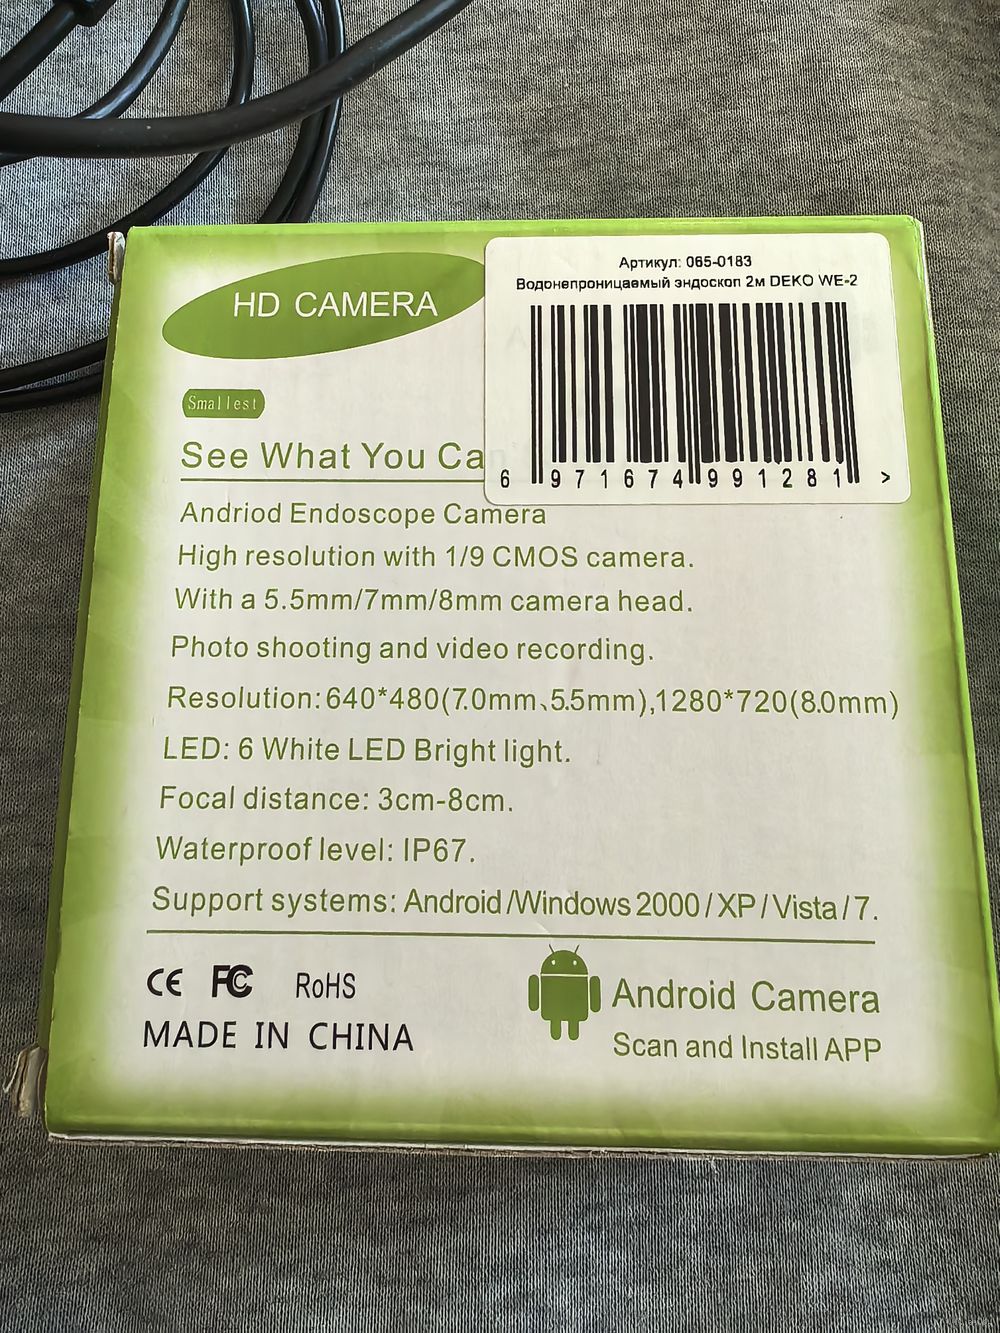 Артикул: 065-0183
Водонепроницаемый эндоскоп 2м DEKO WE-2
6 971674 991281 >
HD CAMERA
Smallest
See What You Ca
Andriod Endoscope Camera
High resolution with 1/9 CMOS camera.
With a 5.5mm/7mm/8mm camera head.
Photo shooting and video recording.
Resolution: 640*480(7.0mm、5.5mm),1280*720(8.0mm)
LED: 6 White LED Bright light.
Focal distance: 3cm-8cm.
Waterproof level: IP67.
Support systems: Android/Windows 2000/XP/Vista/7.
CE FC RoHS
MADE IN CHINA
Android Camera
Scan and Install APP